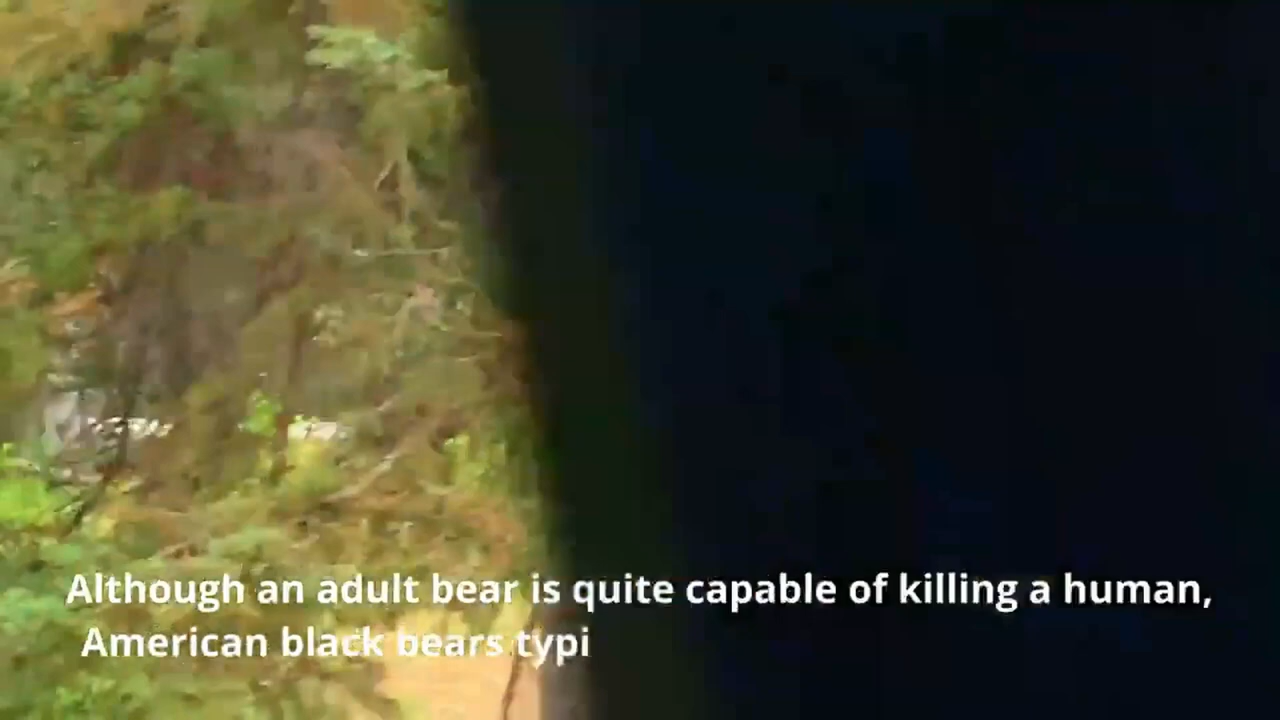 Although an adult bear is quite capable of killing a human,
American black bears typi